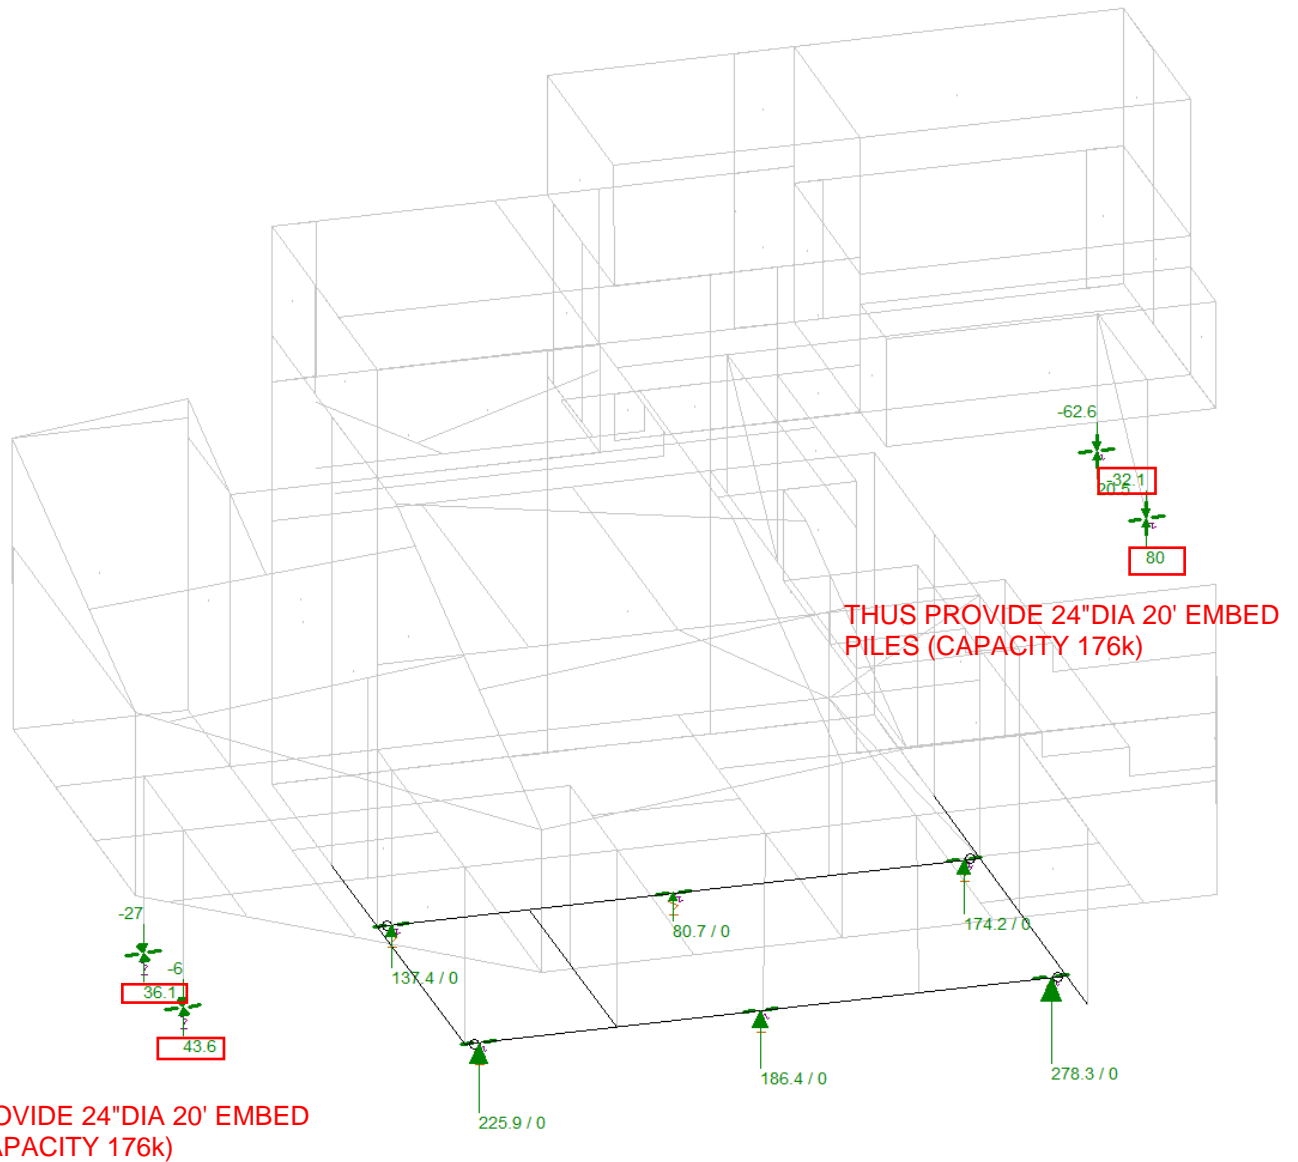 -62.6
-32.1
20.5
80
THUS PROVIDE 24"DIA 20' EMBED
PILES (CAPACITY 176k)
-27
36.1
-6
43.6
137.4 / 0
80.7 / 0
174.2 / 0
225.9 / 0
186.4 / 0
278.3 / 0
OVIDE 24"DIA 20' EMBED
APACITY 176k)